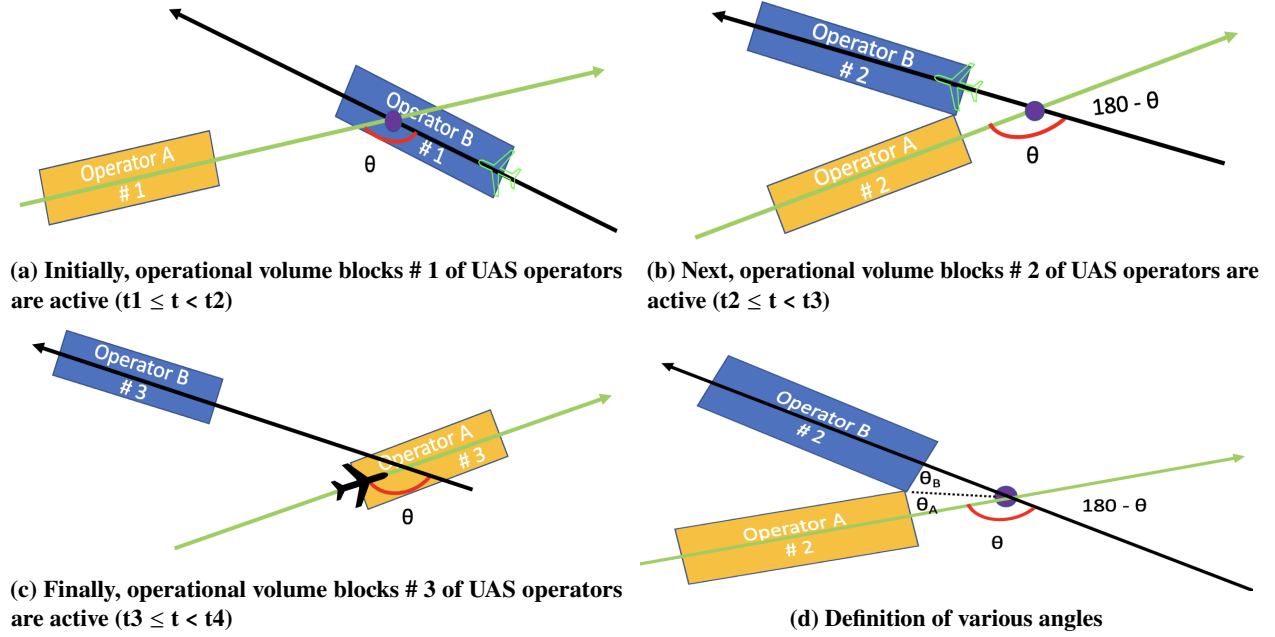 Operator A
# 1
Operator B
# 1
θ
(a) Initially, operational volume blocks # 1 of UAS operators
are active (t1 ≤ t < t2)
Operator B
# 2
Operator A
# 2
180 - θ
θ
(b) Next, operational volume blocks # 2 of UAS operators are
active (t2 ≤ t < t3)
Operator B
# 3
Operator A
# 3
θ
(c) Finally, operational volume blocks # 3 of UAS operators
are active (t3 ≤ t < t4)
Operator B
# 2
θB
θA
Operator A
# 2
180 - θ
θ
(d) Definition of various angles